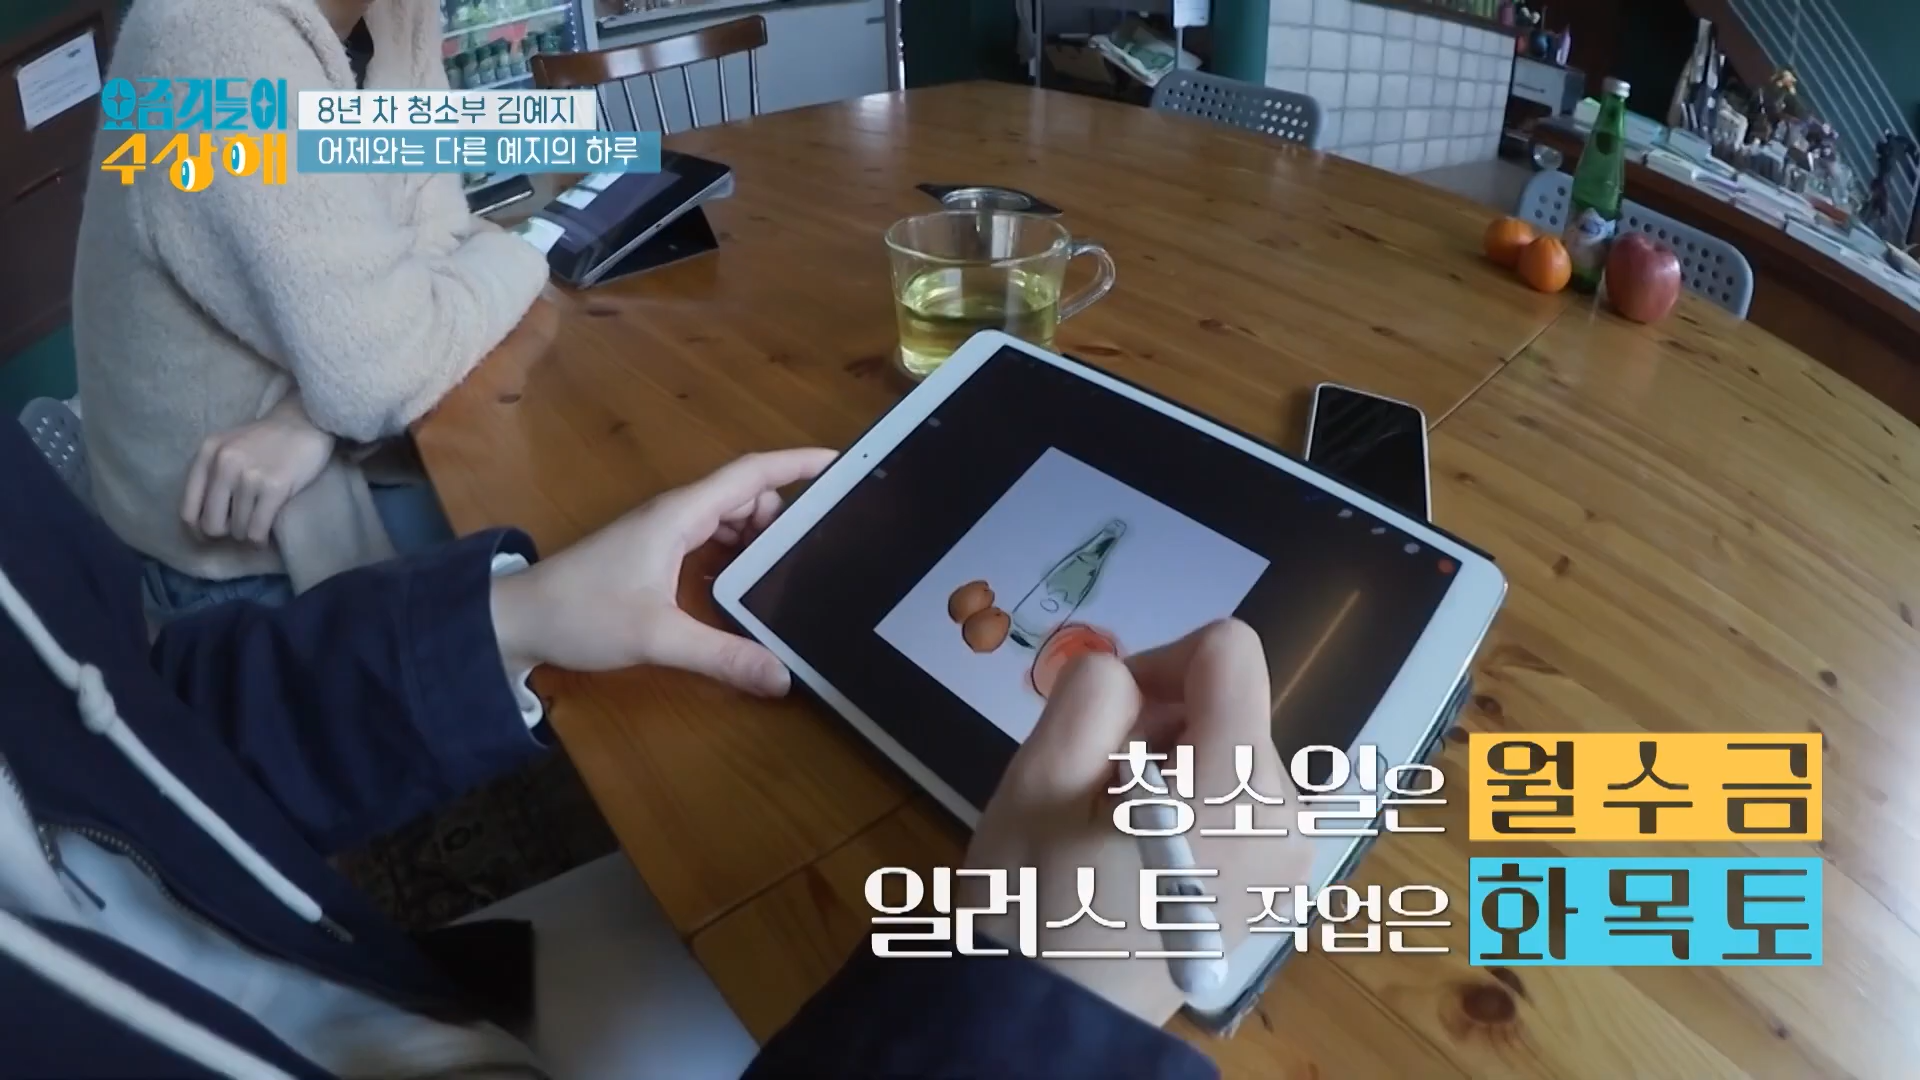 요즘것들이
수상해
8년 차 청소부 김예지
어제와는 다른 예지의 하루
청소일은 월수금
일러스트 작업은 화목토